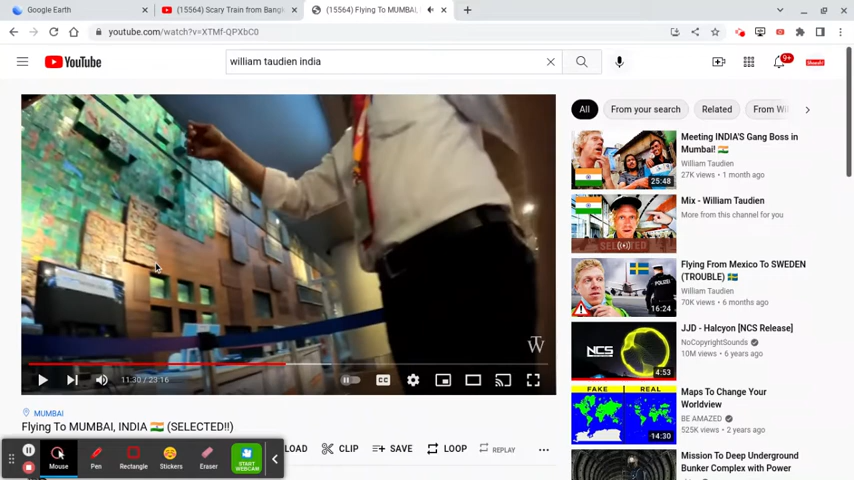 Google Earth
(15564) Scary Train from Bang
(15564) Flying To MUMBAI,
youtube.com/watch?v=XTMf-QPXbC0
YouTube
william taudien india
9+
All
From your search
Related
From Wil
Meeting INDIA'S Gang Boss in
Mumbai!
William Taudien
27K views • 1 month ago
25:48
Mix - William Taudien
More from this channel for you
SELECTED
Flying From Mexico To SWEDEN
(TROUBLE)
William Taudien
70K views • 6 months ago
POLIS
16:24
JJD - Halcyon [NCS Release]
NoCopyrightSounds
10M views • 6 years ago
NCS
4:53
FAKE
REAL
Maps To Change Your
Worldview
BE AMAZED
525K views • 2 years ago
14:30
Mission To Deep Underground
Bunker Complex with Power
11:30 / 23:16
CC
MUMBAI
Flying To MUMBAI, INDIA (SELECTED!!)
LOAD
CLIP
SAVE
LOOP
REPLAY
Mouse
Pen
Rectangle
Stickers
Eraser
START
WEBCAM